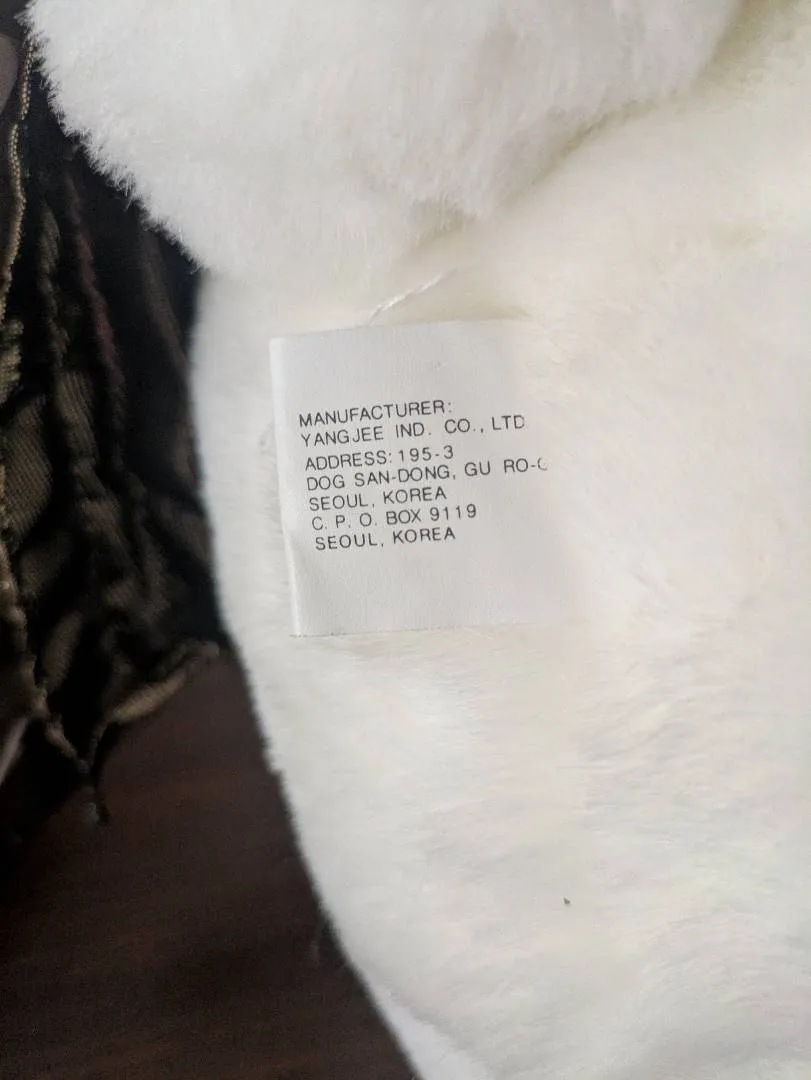 MANUFACTURER:
YANGJEE IND. CO., LTD
ADDRESS: 195-3
DOG SAN-DONG, GU RO-
SEOUL, KOREA
C. P. O. BOX 9119
SEOUL, KOREA